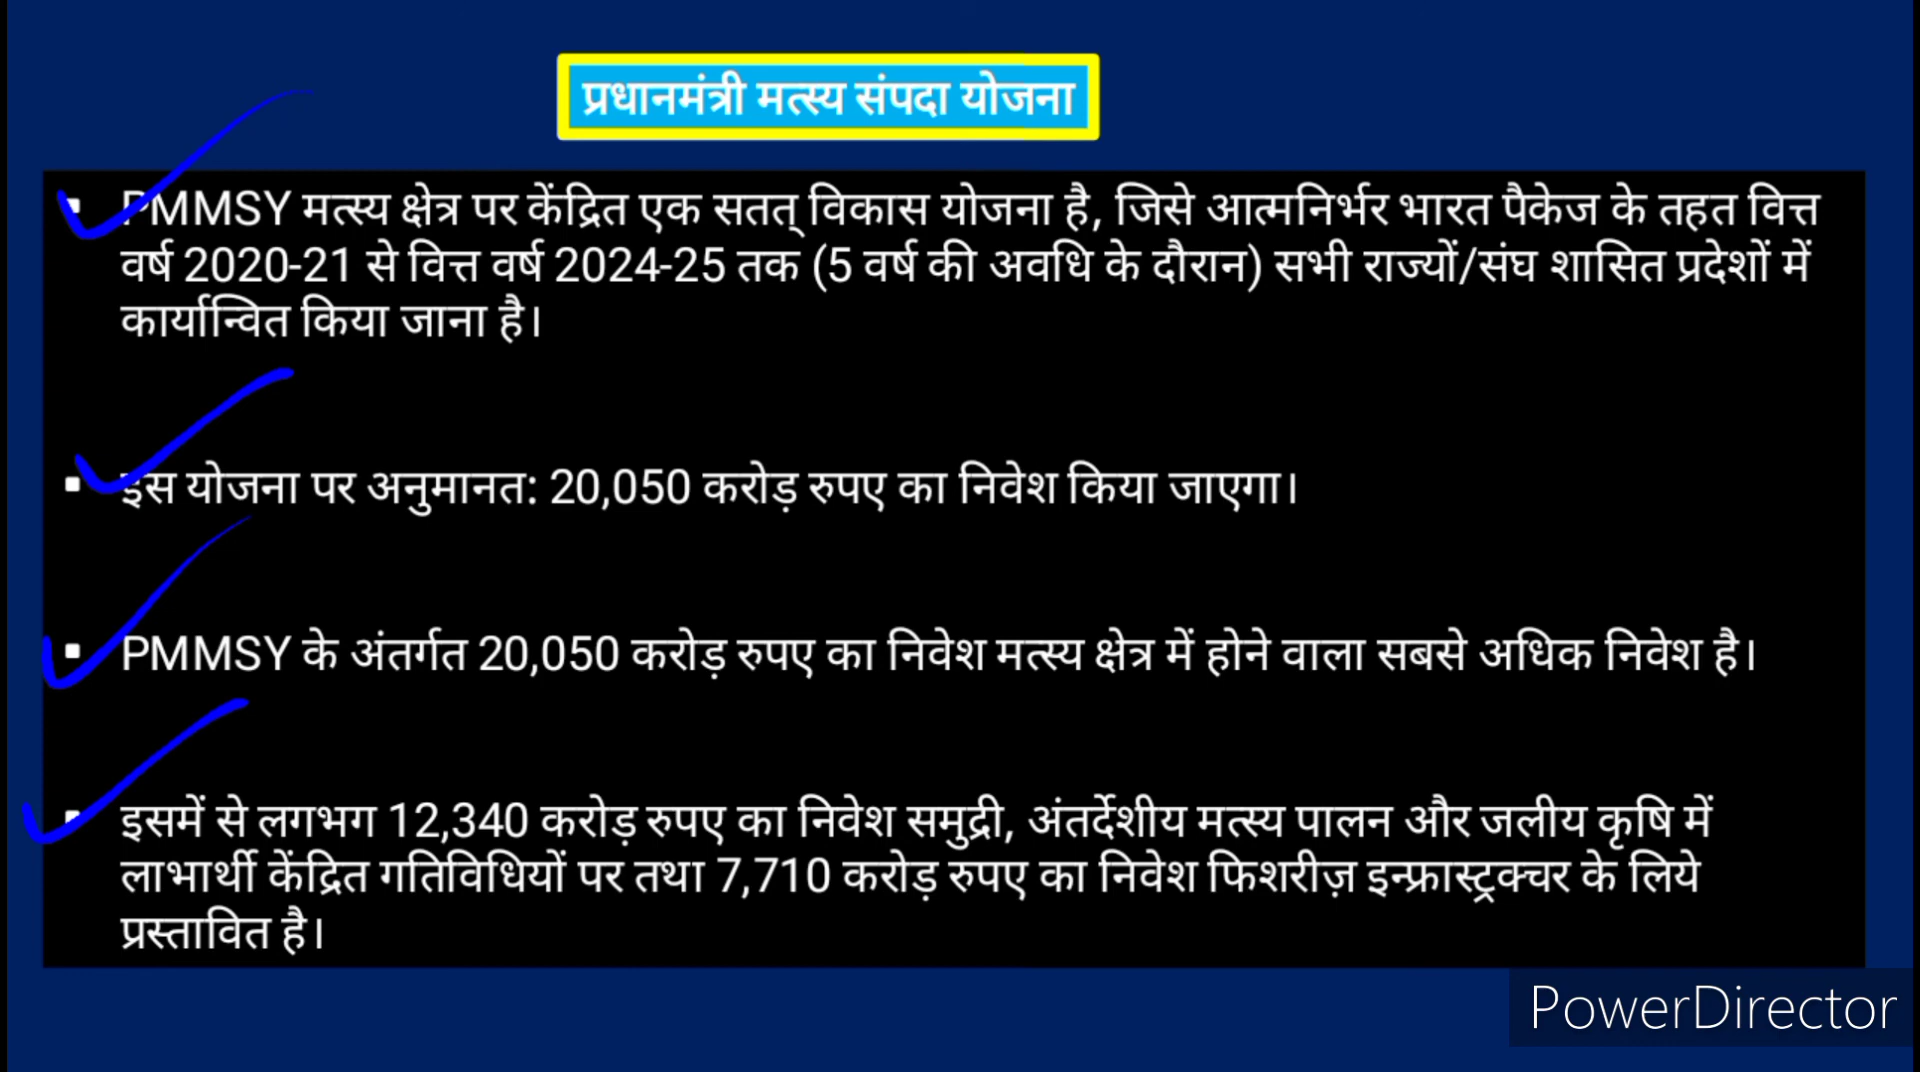 प्रधानमंत्री मत्स्य संपदा योजना
PMMSY मत्स्य क्षेत्र पर केंद्रित एक सतत् विकास योजना है, जिसे आत्मनिर्भर भारत पैकेज के तहत वित्त
वर्ष 2020-21 से वित्त वर्ष 2024-25 तक (5 वर्ष की अवधि के दौरान) सभी राज्यों/संघ शासित प्रदेशों में
कार्यान्वित किया जाना है।
इस योजना पर अनुमानत: 20,050 करोड़ रुपए का निवेश किया जाएगा।
PMMSY के अंतर्गत 20,050 करोड़ रुपए का निवेश मत्स्य क्षेत्र में होने वाला सबसे अधिक निवेश है।
इसमें से लगभग 12,340 करोड़ रुपए का निवेश समुद्री, अंतर्देशीय मत्स्य पालन और जलीय कृषि में
लाभार्थी केंद्रित गतिविधियों पर तथा 7,710 करोड़ रुपए का निवेश फिशरीज़ इन्फ्रास्ट्रक्चर के लिये
प्रस्तावित है।
PowerDirector